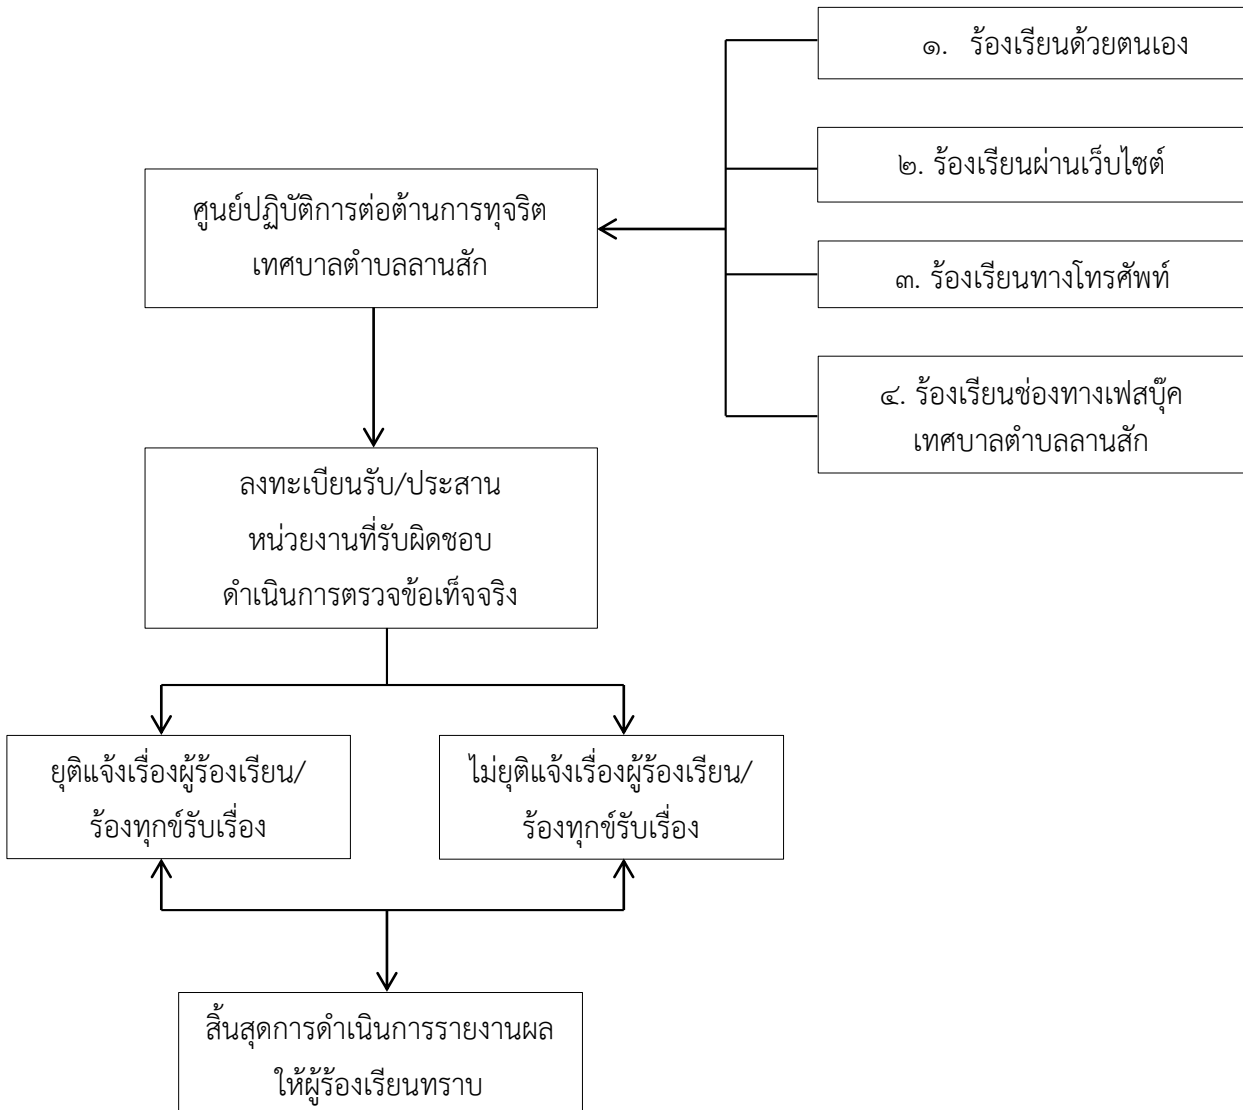 ๑. ร้องเรียนด้วยตนเอง
๒. ร้องเรียนผ่านเว็บไซต์
ศูนย์ปฏิบัติการต่อต้านการทุจริต
เทศบาลตำบลลานสัก
๓. ร้องเรียนทางโทรศัพท์
๔. ร้องเรียนช่องทางเฟสบุ๊ค
เทศบาลตำบลลานสัก
ลงทะเบียนรับ/ประสาน
หน่วยงานที่รับผิดชอบ
ดำเนินการตรวจข้อเท็จจริง
ยุติแจ้งเรื่องผู้ร้องเรียน/
ร้องทุกข์รับเรื่อง
ไม่ยุติแจ้งเรื่องผู้ร้องเรียน/
ร้องทุกข์รับเรื่อง
สิ้นสุดการดำเนินการรายงานผล
ให้ผู้ร้องเรียนทราบ